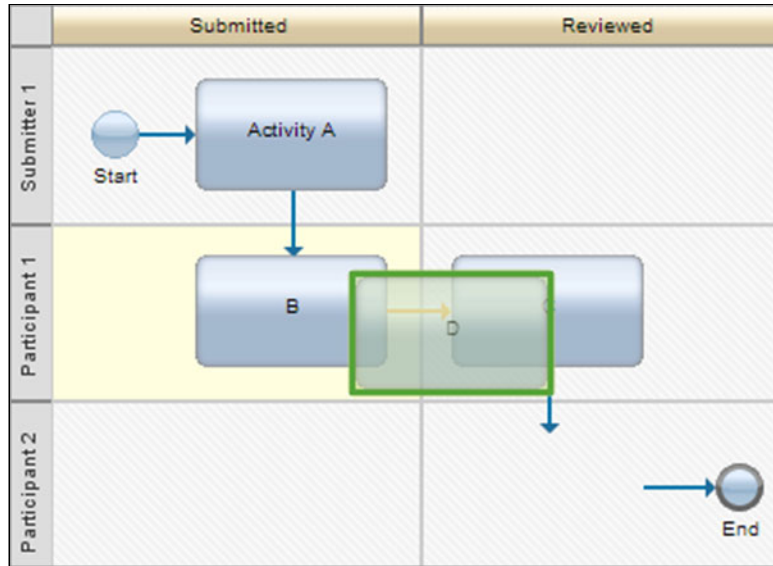 Submitted
Reviewed
Submitter 1
Activity A
Start
Participant 1
B
D
C
Participant 2
End